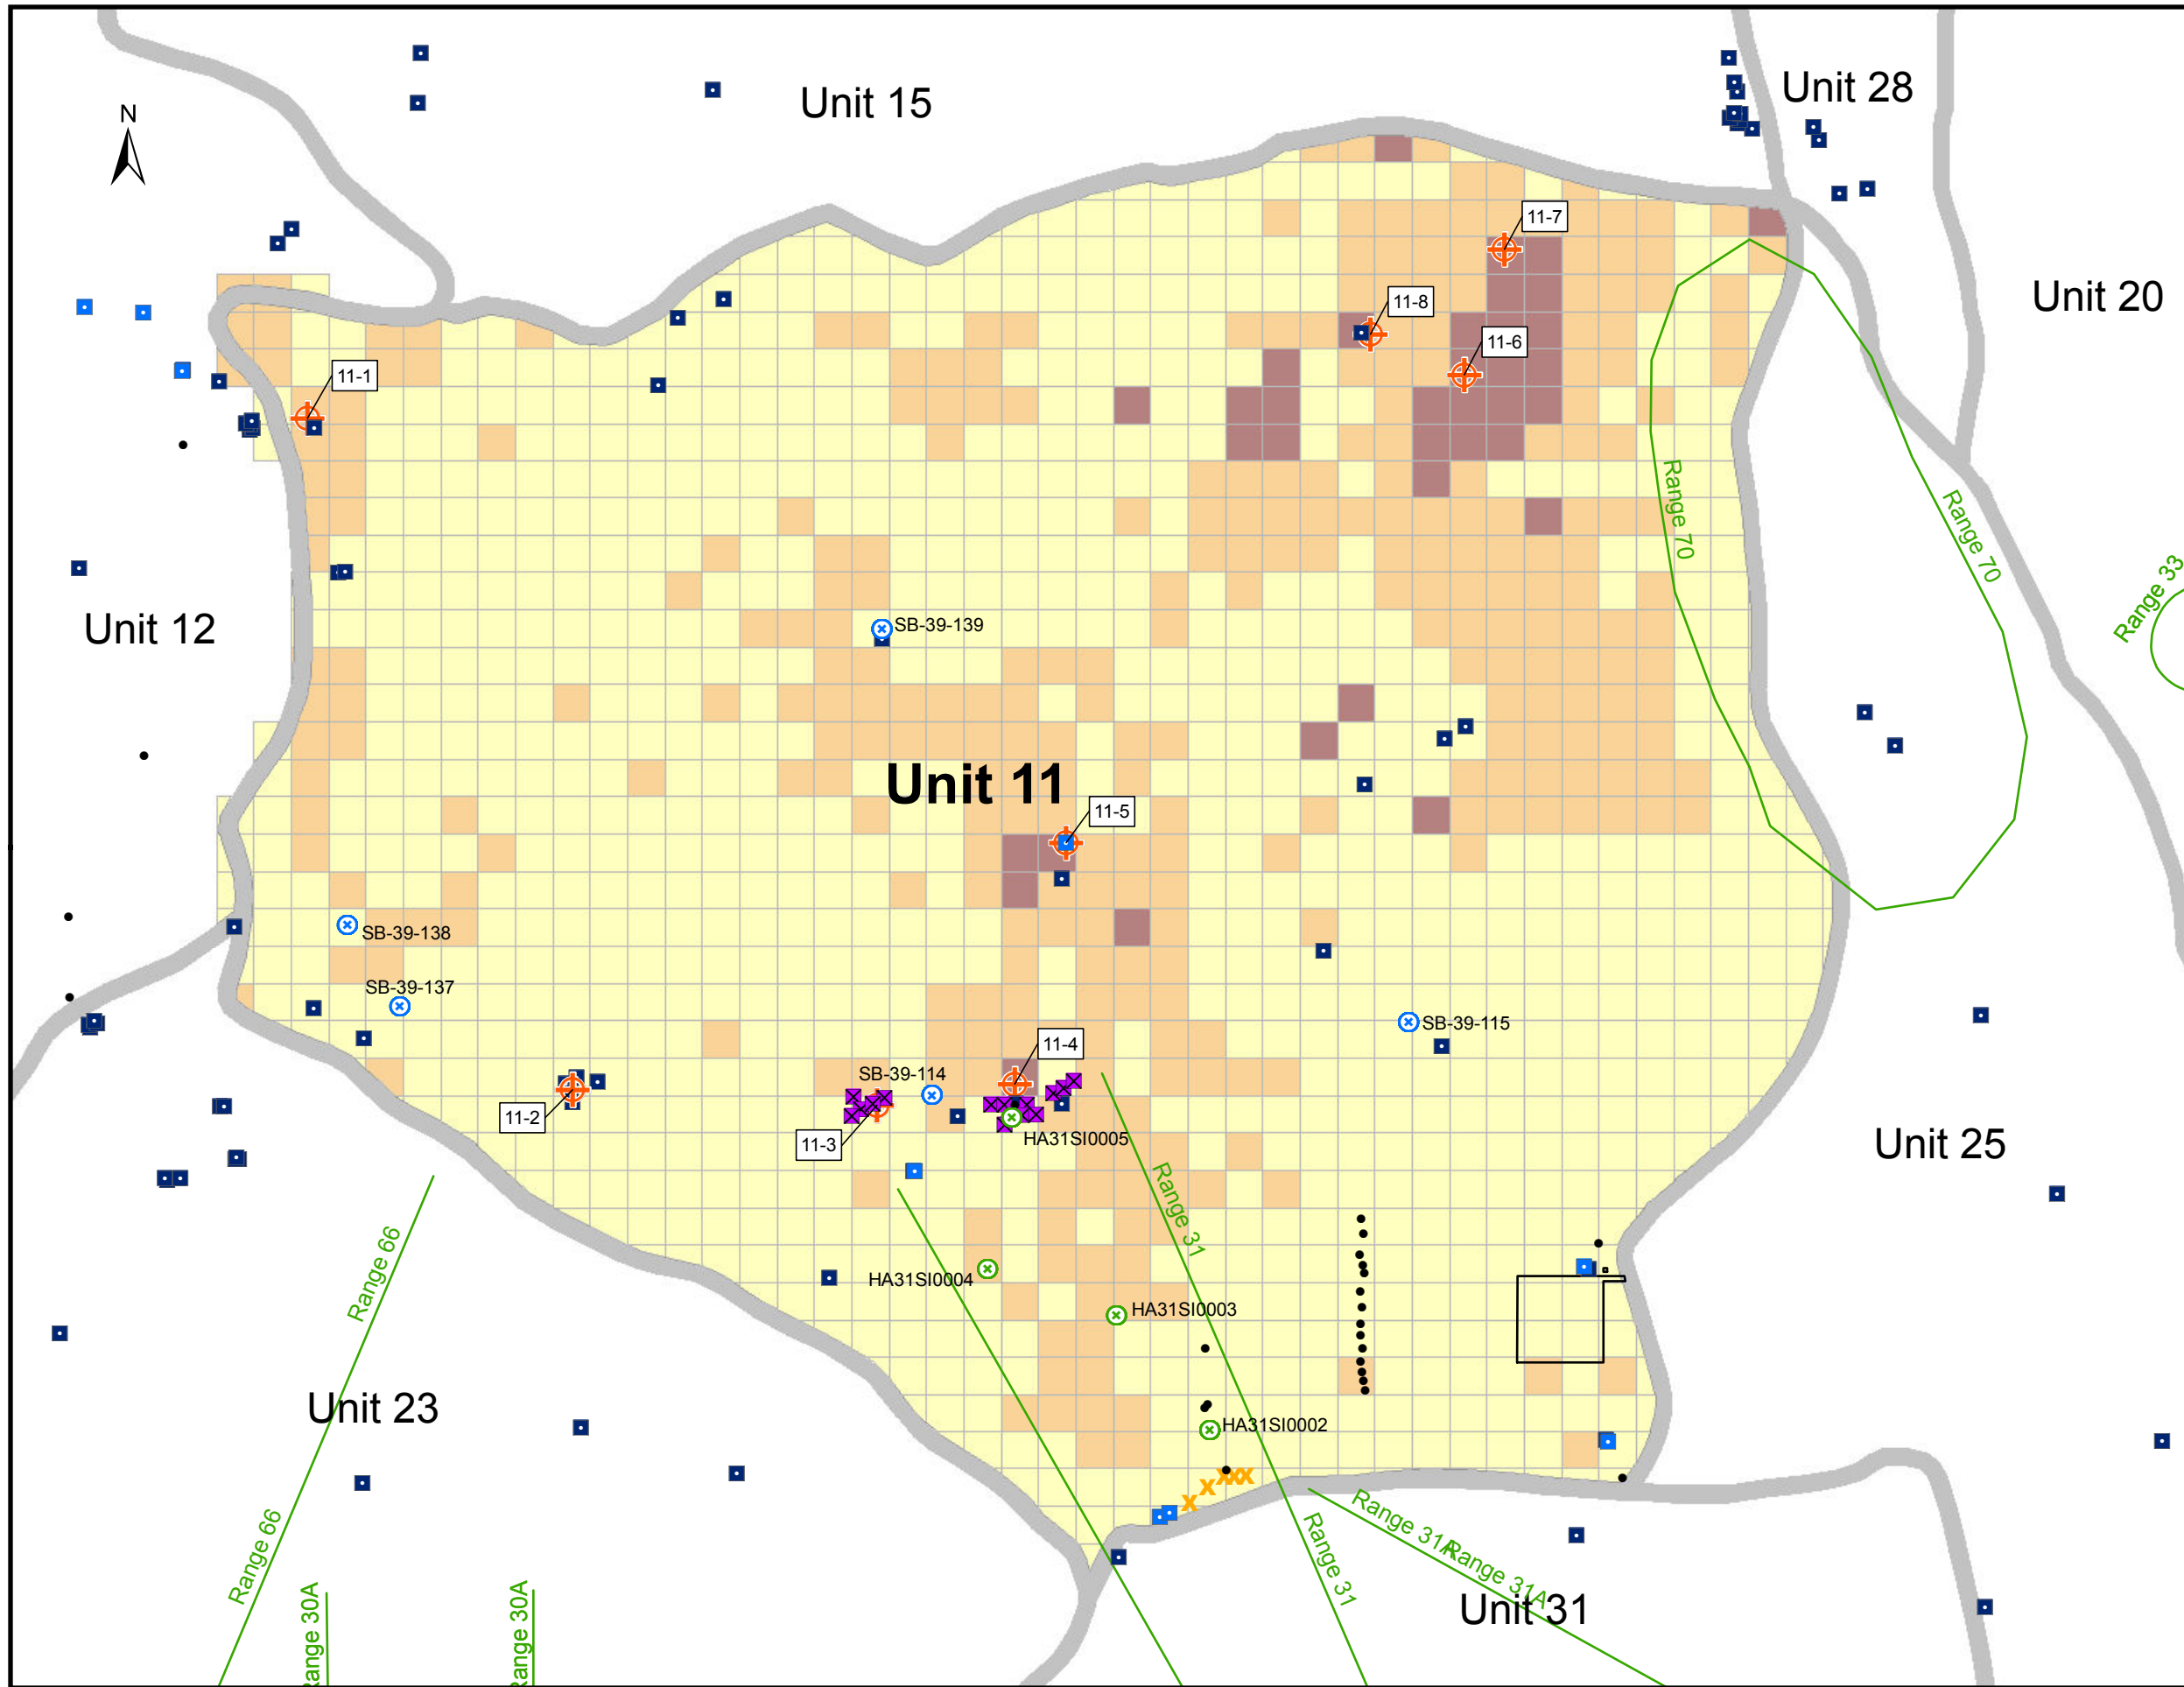 Unit 15
Unit 28
N
11-7
Unit 20
11-8
11-6
11-1
Range 70
Range 70
Range 33
Unit 12
SB-39-139
Unit 11
11-5
SB-39-138
SB-39-137
SB-39-115
11-4
SB-39-114
11-2
11-3
HA31SI0005
Unit 25
Range 31
Range 66
HA31SI0004
HA31SI0003
Unit 23
HA31SI0002
X
X
X
X
X
Range 66
Range 31A
Range 31A
Range 31
Range 30A
Range 30A
Unit 31